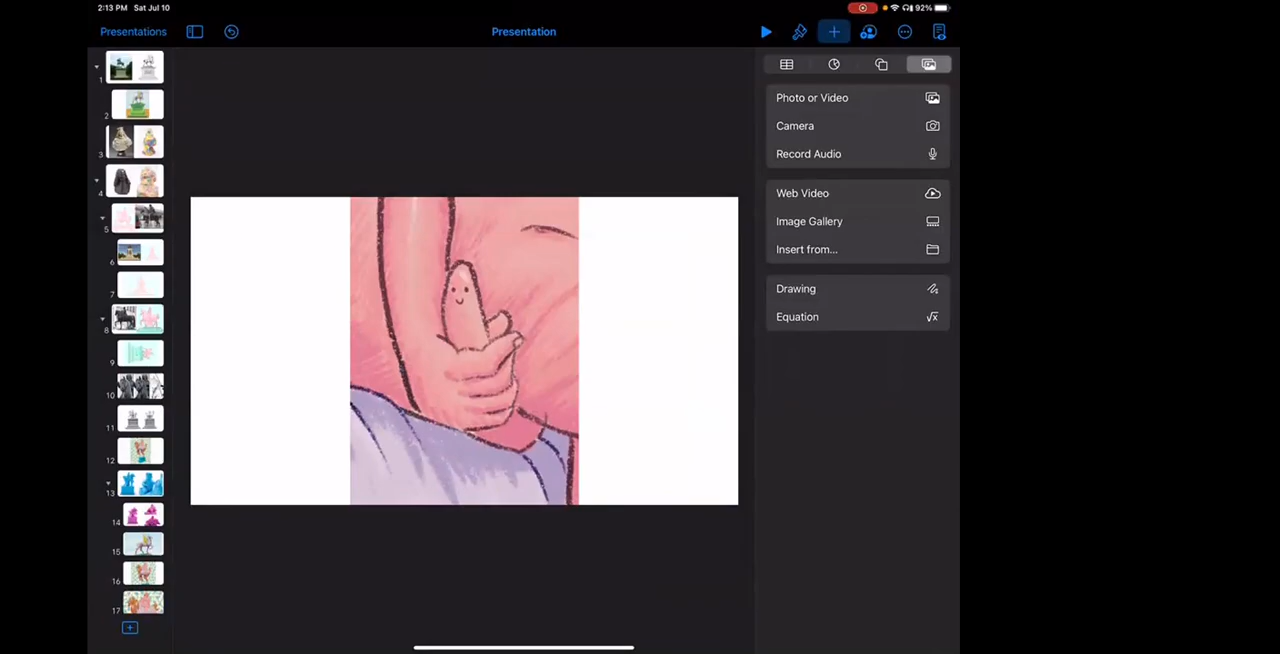 2:13 PM Sat Jul 10
92%
Presentations
Presentation
Photo or Video
Camera
Record Audio
Web Video
Image Gallery
Insert from...
Drawing
Equation
1
2
3
4
5
6
7
8
9
10
11
12
13
14
15
16
17